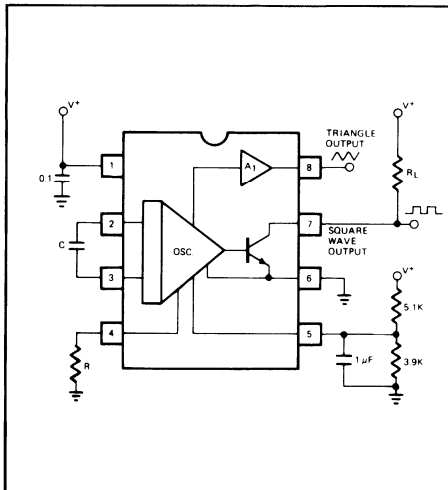 V+
V+
TRIANGLE
OUTPUT
1
A1
8
RL
0.1
2
7
C
OSC.
SQUARE
WAVE
OUTPUT
3
6
V+
5.1K
4
5
R
1 µF
3.9K